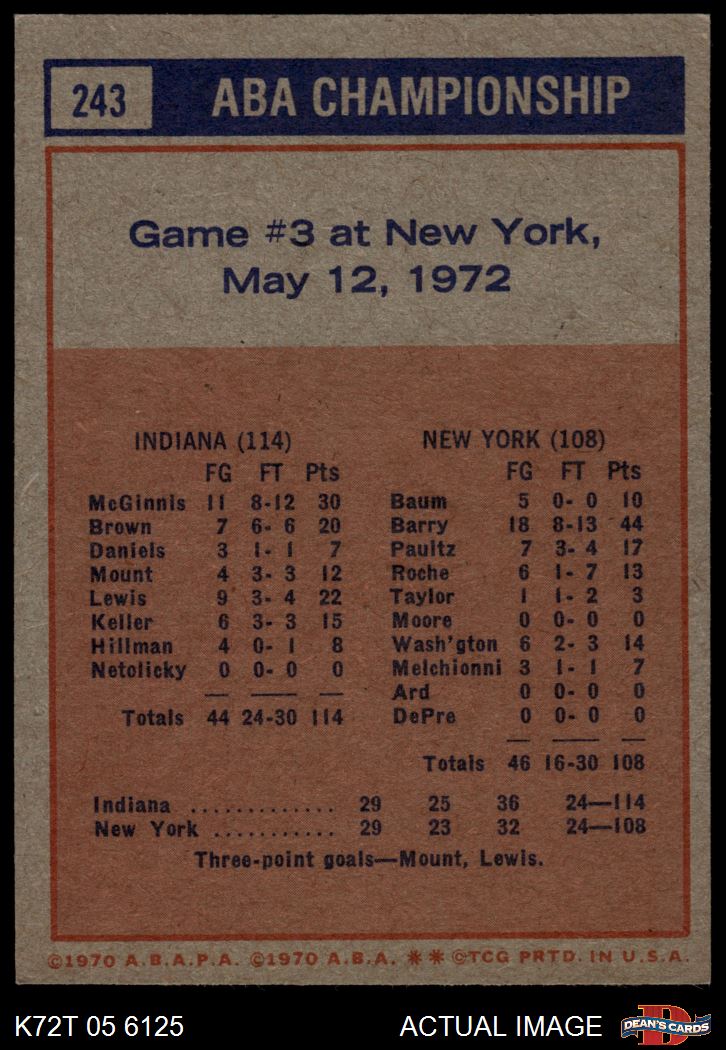 243 ABA CHAMPIONSHIP
Game #3 at New York,
May 12, 1972
INDIANA (114)
FG FT Pts
McGinnis 11 8-12 30
Brown 7 6- 6 20
Daniels 3 1- 1 7
Mount 4 3- 3 12
Lewis 9 3- 4 22
Keller 6 3- 3 15
Hillman 4 0- 1 8
Netolicky 0 0- 0 0
Totals 44 24-30 114
NEW YORK (108)
FG FT Pts
Baum 5 0- 0 10
Barry 18 8-13 44
Paultz 7 3- 4 17
Roche 6 1- 7 13
Taylor 1 1- 2 3
Moore 0 0- 0 0
Wash'gton 6 2- 3 14
Melchionni 3 1- 1 7
Ard 0 0- 0 0
DePre 0 0- 0 0
Totals 46 16-30 108
Indiana ............. 29 25 36 24—114
New York ........... 29 23 32 24—108
Three-point goals—Mount, Lewis.
©1970 A.B.A.P.A. ©1970 A.B.A. ** ©TCG PRTD. IN U.S.A.
K72T 05 6125 ACTUAL IMAGE D DEAN'S CARDS